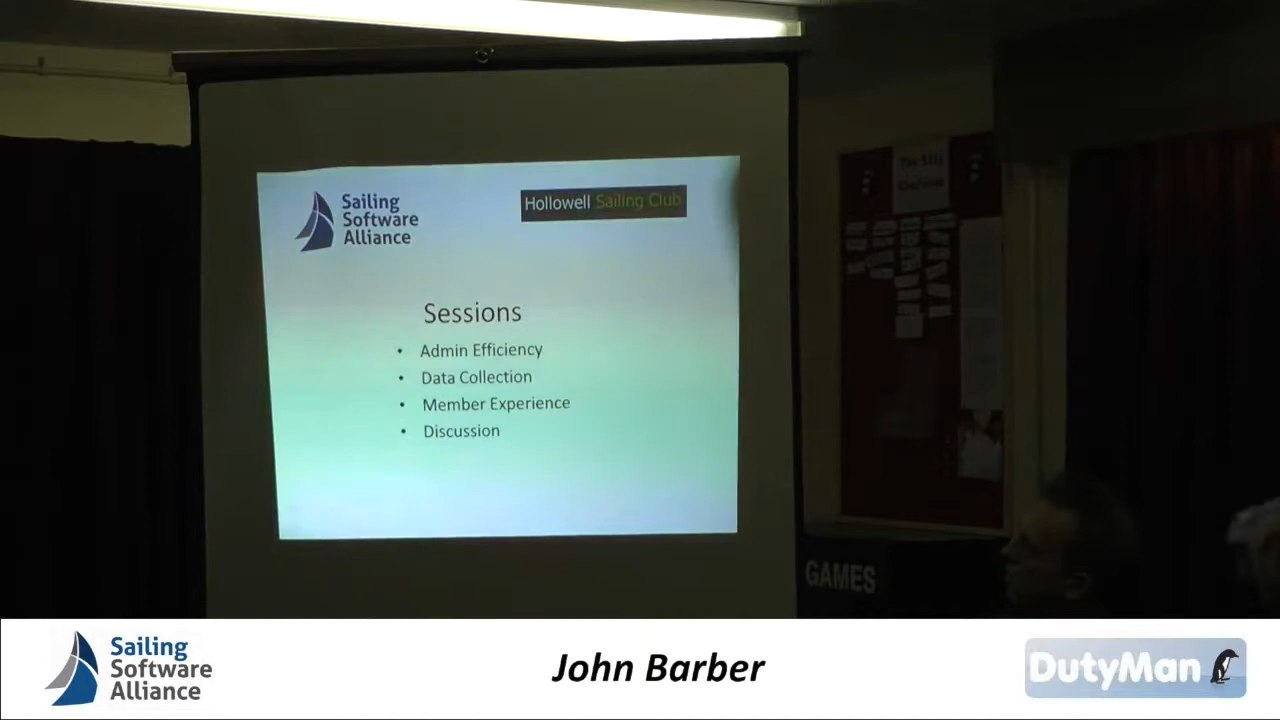 Sailing
Software
Alliance
Hollowell Sailing Club
Sessions
• Admin Efficiency
• Data Collection
• Member Experience
• Discussion
GAMES
Sailing
Software
Alliance
John Barber
DutyMan